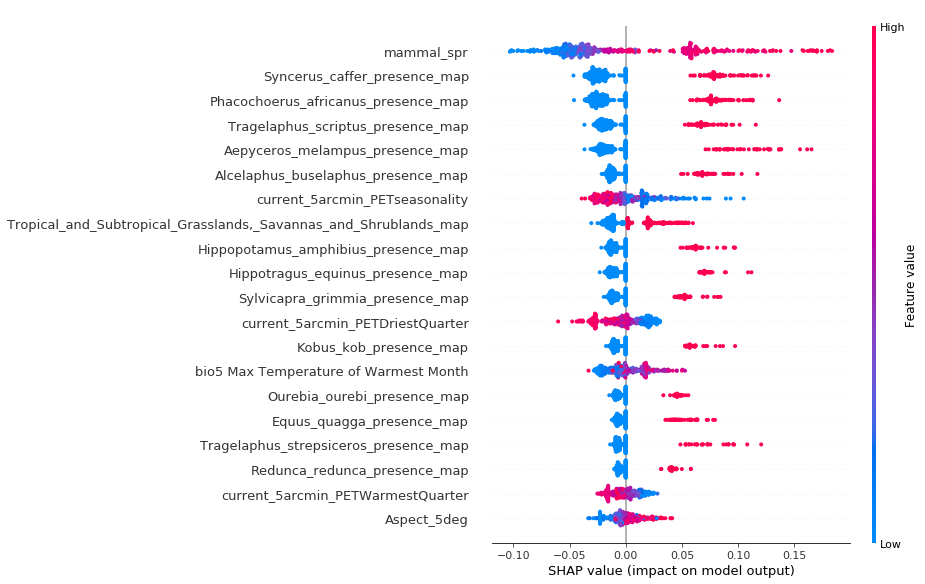 High
mammal_spr
Syncerus_caffer_presence_map
Phacochoerus_africanus_presence_map
Tragelaphus_scriptus_presence_map
Aepyceros_melampus_presence_map
Alcelaphus_buselaphus_presence_map
current_5arcmin_PETseasonality
Tropical_and_Subtropical_Grasslands,_Savannas_and_Shrublands_map
Hippopotamus_amphibius_presence_map
Hippotragus_equinus_presence_map
Sylvicapra_grimmia_presence_map
current_5arcmin_PETDriestQuarter
Kobus_kob_presence_map
bio5 Max Temperature of Warmest Month
Ourebia_ourebi_presence_map
Equus_quagga_presence_map
Tragelaphus_strepsiceros_presence_map
Redunca_redunca_presence_map
current_5arcmin_PETWarmestQuarter
Aspect_5deg
Feature value
Low
−0.10 −0.05 0.00 0.05 0.10 0.15
SHAP value (impact on model output)